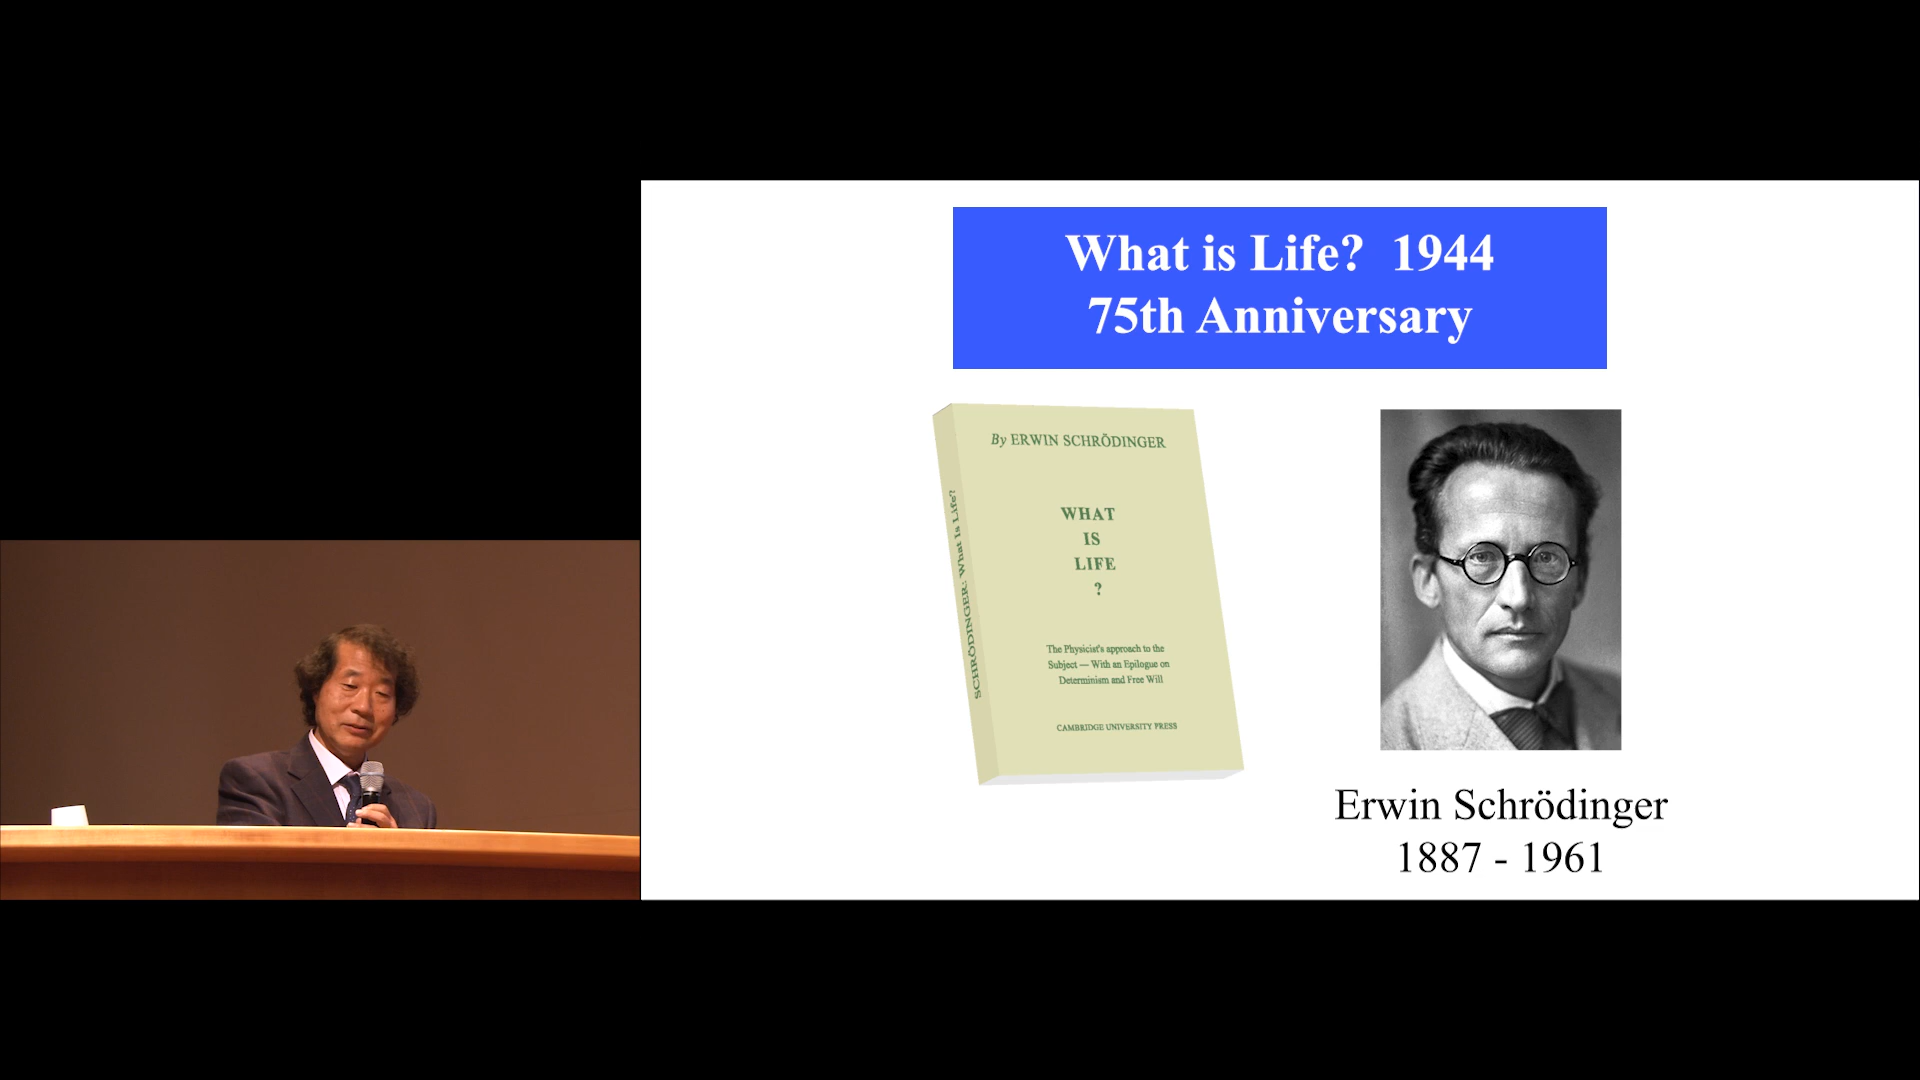 What is Life? 1944
75th Anniversary
By ERWIN SCHRÖDINGER
WHAT
IS
LIFE
?
The Physicist's approach to the
Subject — With an Epilogue on
Determinism and Free Will
CAMBRIDGE UNIVERSITY PRESS
SCHRÖDINGER: What Is Life?
Erwin Schrödinger
1887 - 1961